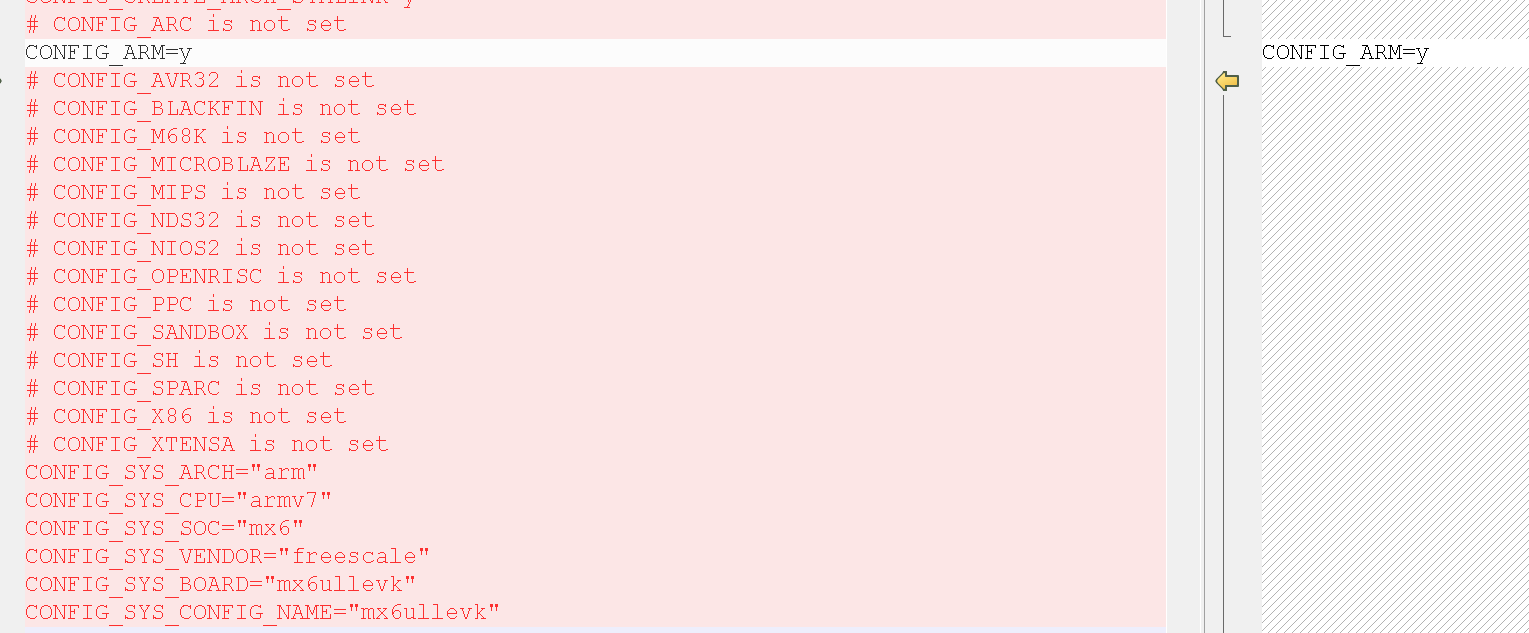 # CONFIG_ARC is not set
CONFIG_ARM=y
CONFIG_ARM=y
# CONFIG_AVR32 is not set
# CONFIG_BLACKFIN is not set
# CONFIG_M68K is not set
# CONFIG_MICROBLAZE is not set
# CONFIG_MIPS is not set
# CONFIG_NDS32 is not set
# CONFIG_NIOS2 is not set
# CONFIG_OPENRISC is not set
# CONFIG_PPC is not set
# CONFIG_SANDBOX is not set
# CONFIG_SH is not set
# CONFIG_SPARC is not set
# CONFIG_X86 is not set
# CONFIG_XTENSA is not set
CONFIG_SYS_ARCH="arm"
CONFIG_SYS_CPU="armv7"
CONFIG_SYS_SOC="mx6"
CONFIG_SYS_VENDOR="freescale"
CONFIG_SYS_BOARD="mx6ullevk"
CONFIG_SYS_CONFIG_NAME="mx6ullevk"